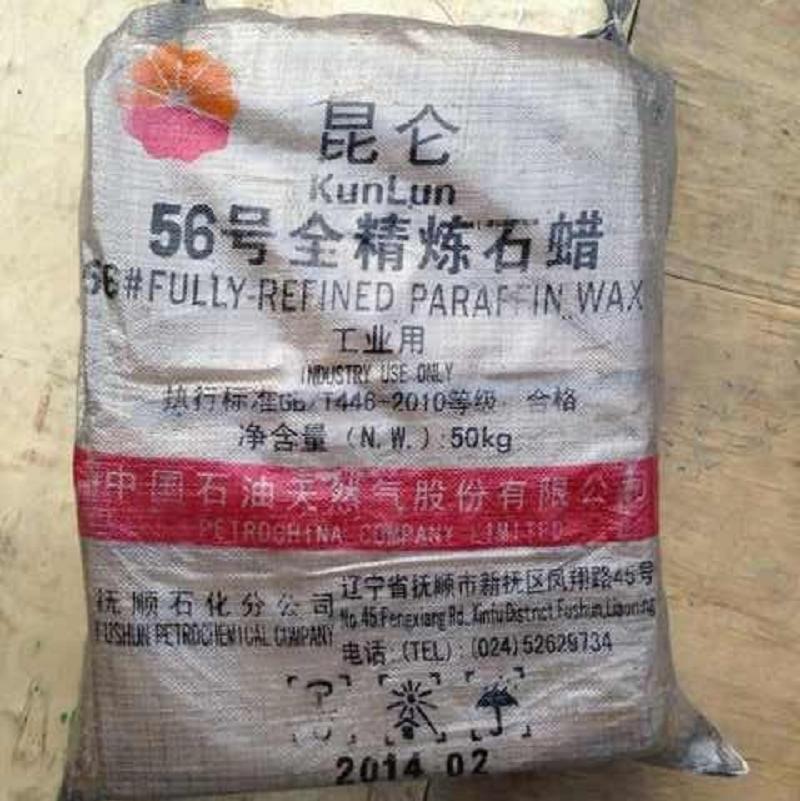 昆仑
KunLun
56号全精炼石蜡
56#FULLY-REFINED PARAFFIN WAX
工业用
INDUSTRY USE ONLY
执行标准GB/T446-2010等级：合格
净含量（N.W.）:50kg
中国石油天然气股份有限公司
PETROCHINA COMPANY LIMITED
抚顺石化分公司
FUSHUN PETROCHEMICAL COMPANY
辽宁省抚顺市新抚区凤翔路45号
No.45.Fengxiang Rd. Xinfu District,Fushun,Liaoning
电话:(TEL):(024)52629734
2014 02